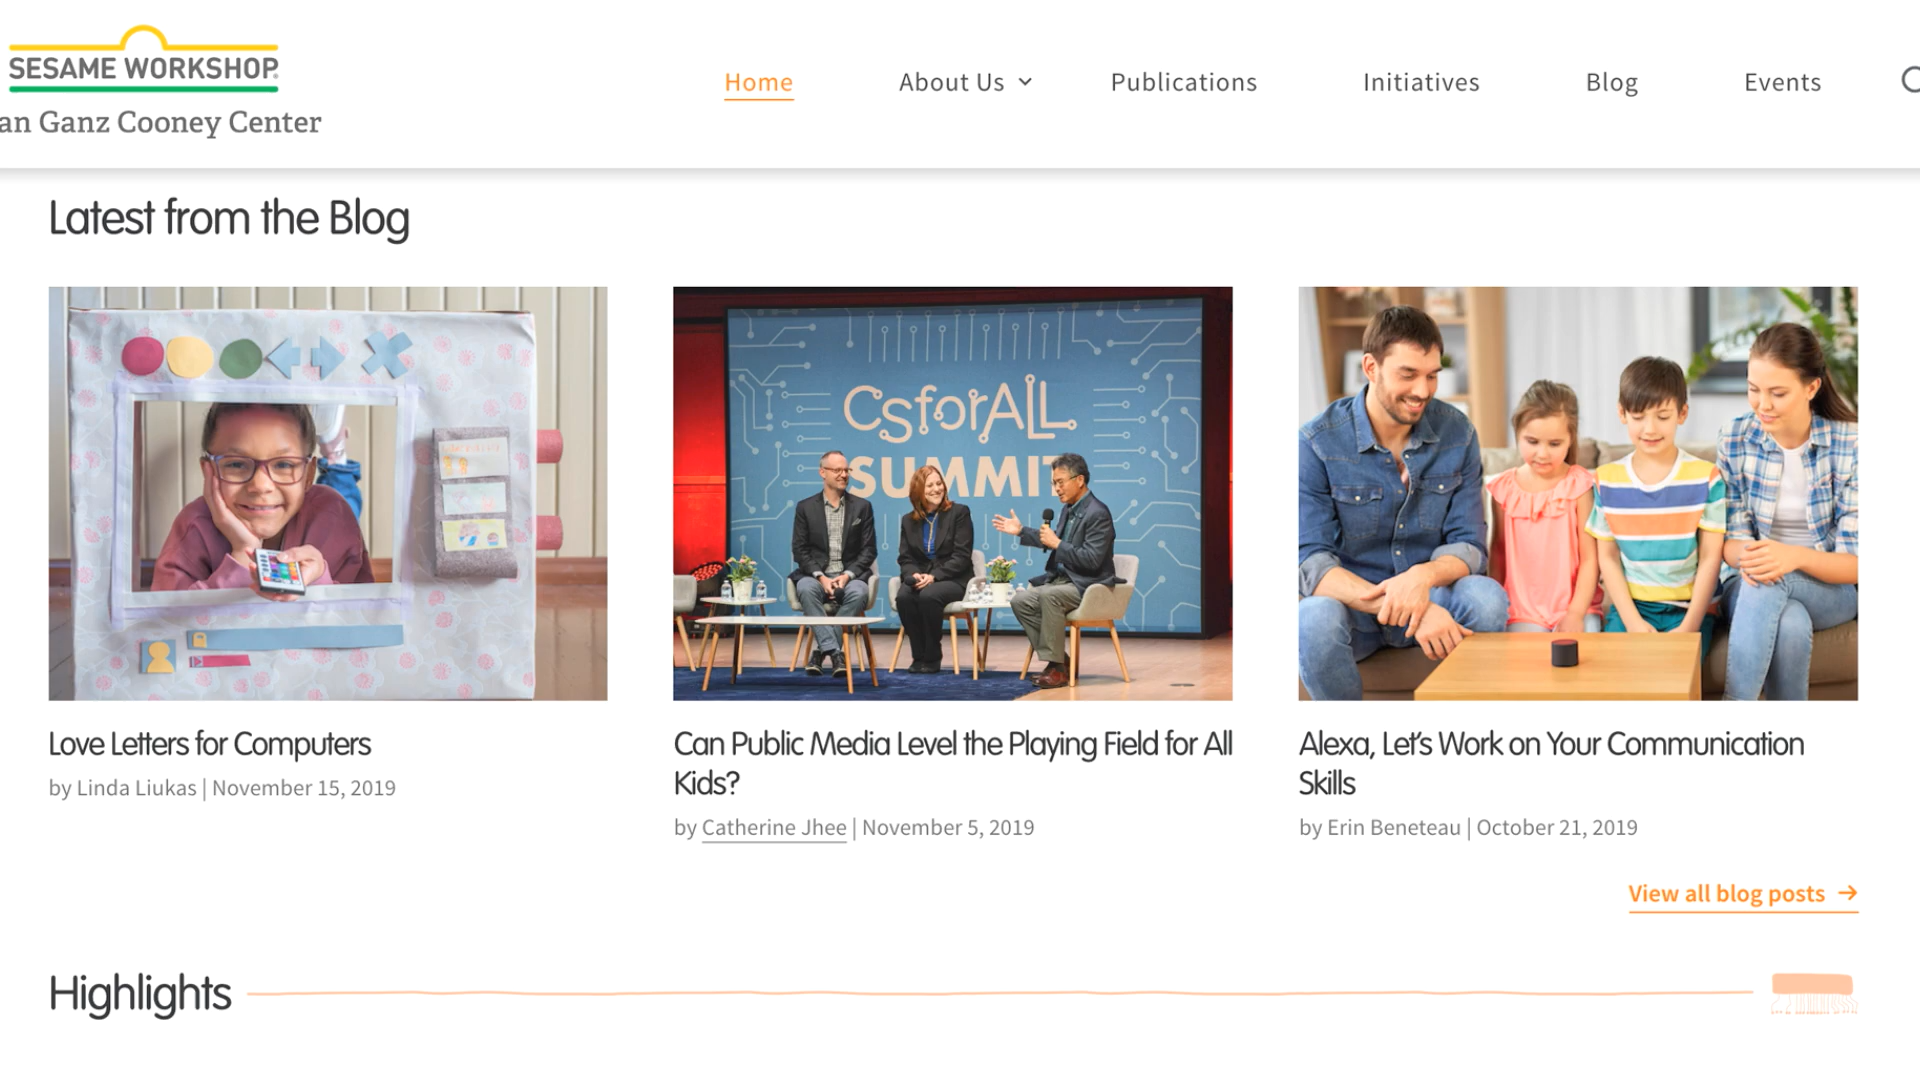 SESAME WORKSHOP
an Ganz Cooney Center
Home
About Us
Publications
Initiatives
Blog
Events
Latest from the Blog
CSforALL
SUMMIT
Love Letters for Computers
by Linda Liukas | November 15, 2019
Can Public Media Level the Playing Field for All
Kids?
by Catherine Jhee | November 5, 2019
Alexa, Let's Work on Your Communication
Skills
by Erin Beneteau | October 21, 2019
View all blog posts →
Highlights